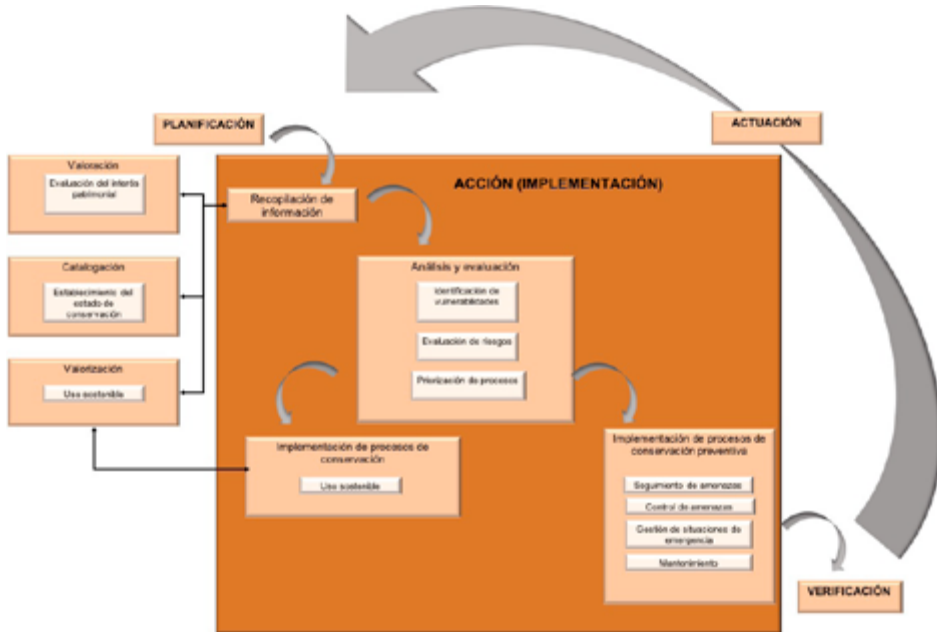 PLANIFICACIÓN
ACTUACIÓN
Valoración
Evaluación del interés
patrimonial
ACCIÓN (IMPLEMENTACIÓN)
Recopilación de
información
Catalogación
Establecimiento del
estado de
conservación
Análisis y evaluación
Identificación de
vulnerabilidades
Evaluación de riesgos
Priorización de procesos
Valorización
Uso sostenible
Implementación de procesos de
conservación
Uso sostenible
Implementación de procesos de
conservación preventiva
Seguimiento de amenazas
Control de amenazas
Gestión de situaciones de
emergencia
Mantenimiento
VERIFICACIÓN